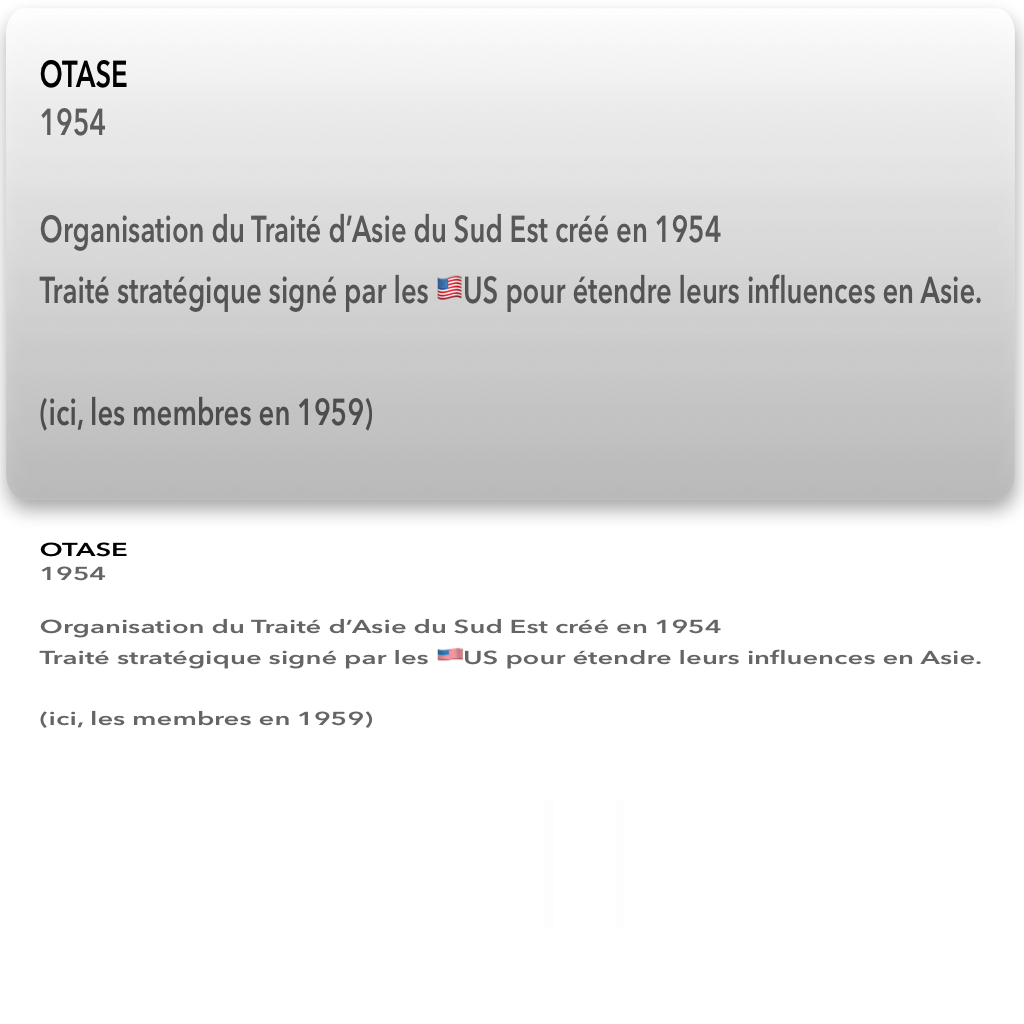 OTASE
1954
Organisation du Traité d’Asie du Sud Est créé en 1954
Traité stratégique signé par les 🇺🇸US pour étendre leurs influences en Asie.
(ici, les membres en 1959)
OTASE
1954
Organisation du Traité d’Asie du Sud Est créé en 1954
Traité stratégique signé par les 🇺🇸US pour étendre leurs influences en Asie.
(ici, les membres en 1959)